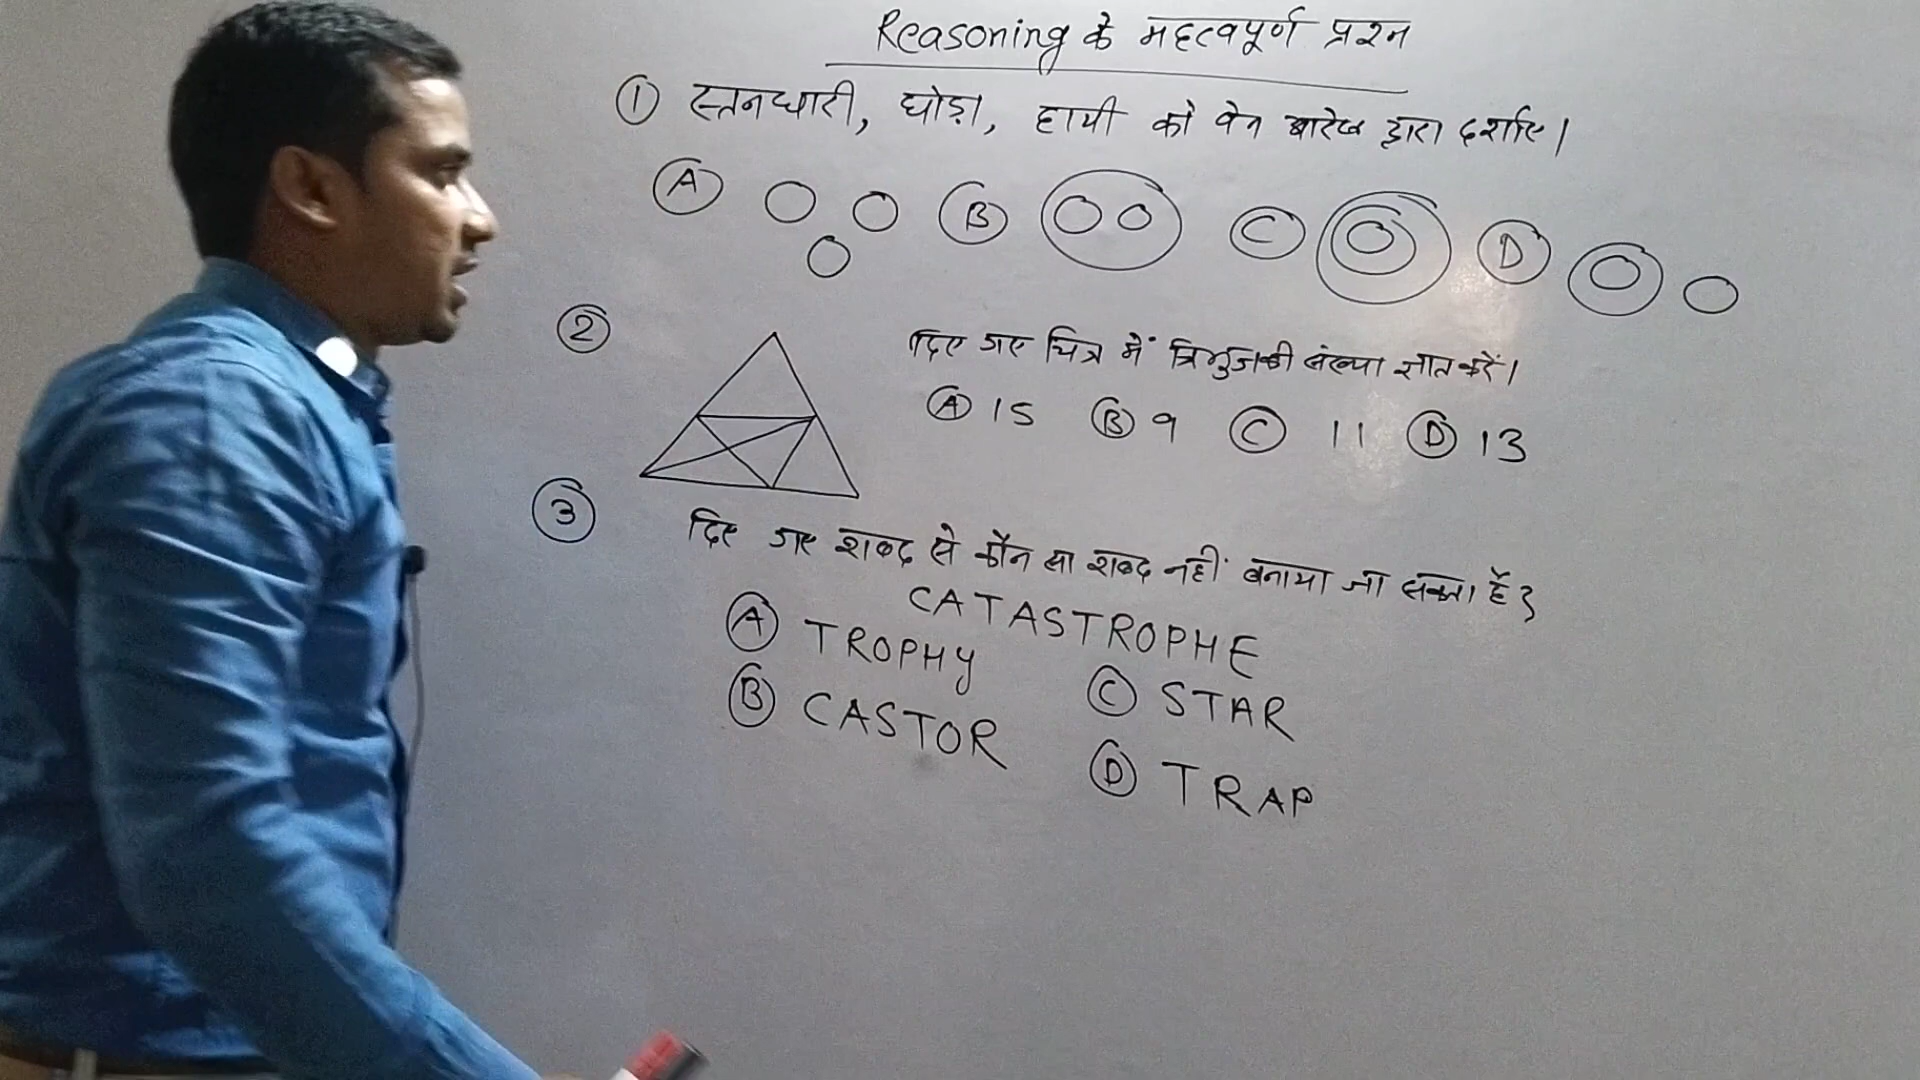 Reasoning के महत्वपूर्ण प्रश्न
① स्तनधारी, घोड़ा, हाथी को वेन आरेख द्वारा दर्शाए।
Ⓐ Ⓑ Ⓒ Ⓓ
② दिए गए चित्र में त्रिभुज की संख्या ज्ञात करें।
Ⓐ 15 Ⓑ 9 Ⓒ 11 Ⓓ 13
③ दिए गए शब्द से कौन सा शब्द नहीं बनाया जा सकता है?
CATASTROPHE
Ⓐ TROPHY
Ⓑ CASTOR
Ⓒ STAR
Ⓓ TRAP